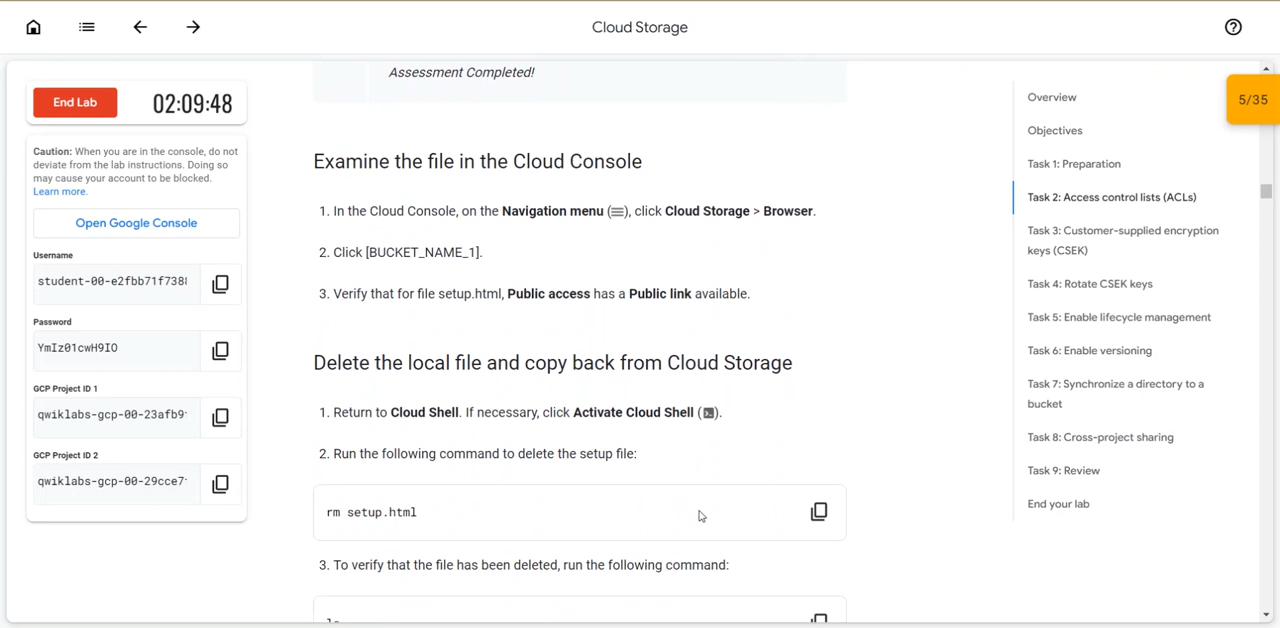 Cloud Storage
Assessment Completed!
End Lab
02:09:48
5/35
Caution: When you are in the console, do not
deviate from the lab instructions. Doing so
may cause your account to be blocked.
Learn more.
Open Google Console
Username
student-00-e2fbb71f738
Password
YmIz01cwH9IO
GCP Project ID 1
qwiklabs-gcp-00-23afb9
GCP Project ID 2
qwiklabs-gcp-00-29cce7
Examine the file in the Cloud Console
1. In the Cloud Console, on the Navigation menu (), click Cloud Storage > Browser.
2. Click [BUCKET_NAME_1].
3. Verify that for file setup.html, Public access has a Public link available.
Delete the local file and copy back from Cloud Storage
1. Return to Cloud Shell. If necessary, click Activate Cloud Shell ().
2. Run the following command to delete the setup file:
rm setup.html
3. To verify that the file has been deleted, run the following command:
Overview
Objectives
Task 1: Preparation
Task 2: Access control lists (ACLs)
Task 3: Customer-supplied encryption
keys (CSEK)
Task 4: Rotate CSEK keys
Task 5: Enable lifecycle management
Task 6: Enable versioning
Task 7: Synchronize a directory to a
bucket
Task 8: Cross-project sharing
Task 9: Review
End your lab